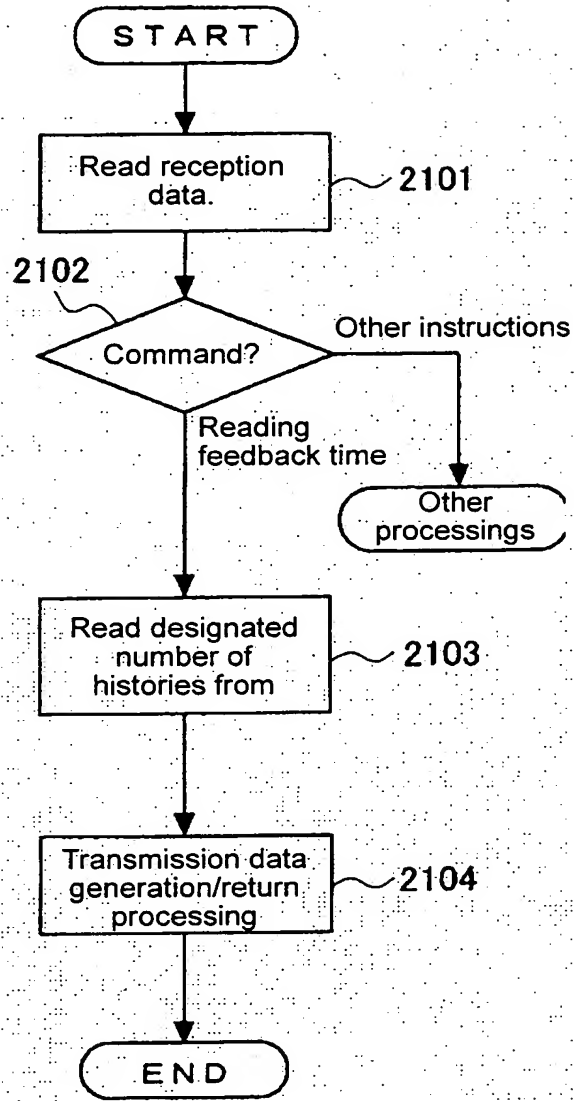 START
Read reception
data.
2101
2102
Command?
Other instructions
Reading
feedback time
Other
processings
Read designated
number of
histories from
2103
Transmission data
generation/return
processing
2104
END